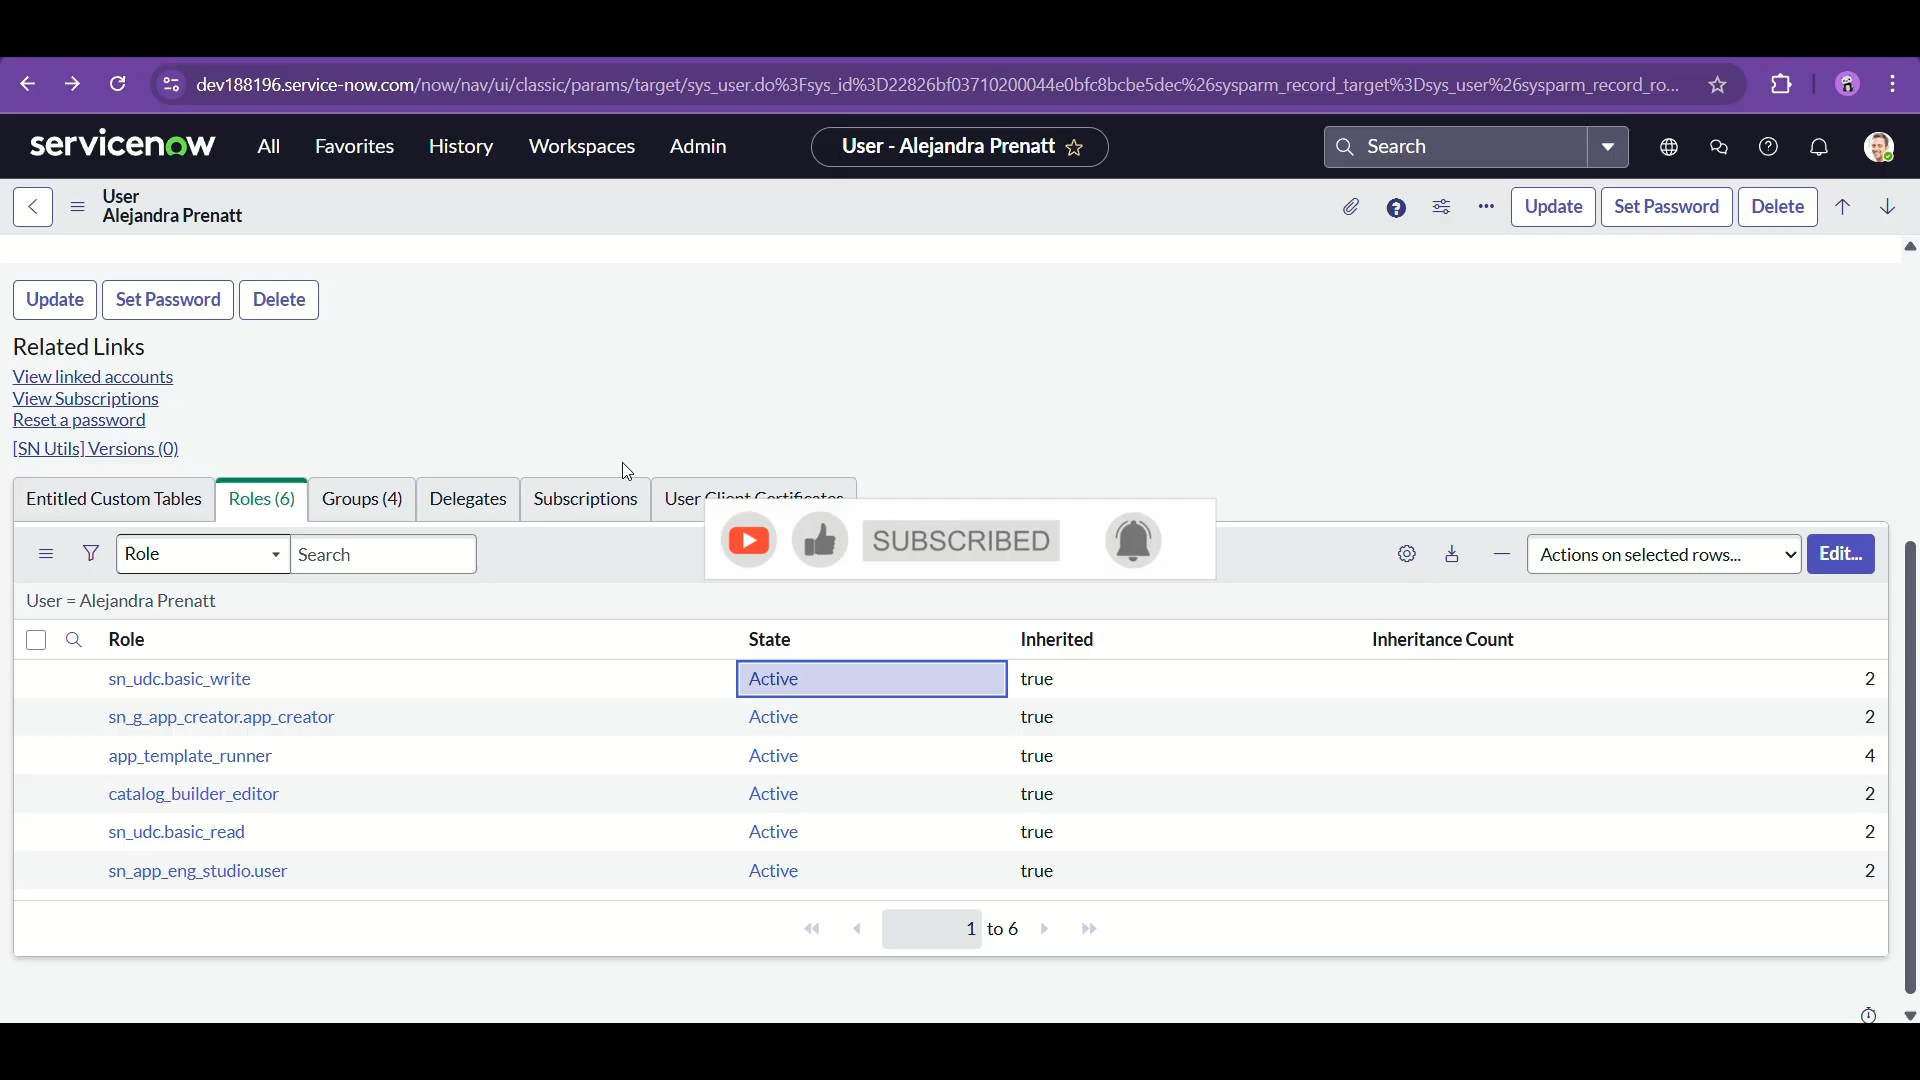 dev188196.service-now.com/now/nav/ui/classic/params/target/sys_user.do%3Fsys_id%3D22826bf03710200044e0bfc8bcbe5dec%26sysparm_record_target%3Dsys_user%26sysparm_record_ro...
servicenow All Favorites History Workspaces Admin User - Alejandra Prenatt Search
User
Alejandra Prenatt
Update Set Password Delete
Update Set Password Delete
Related Links
View linked accounts
View Subscriptions
Reset a password
[SN Utils] Versions (0)
Entitled Custom Tables Roles (6) Groups (4) Delegates Subscriptions User Client Certificates
Role Search SUBSCRIBED Actions on selected rows... Edit...
User = Alejandra Prenatt
Role State Inherited Inheritance Count
sn_udc.basic_write Active true 2
sn_g_app_creator.app_creator Active true 2
app_template_runner Active true 4
catalog_builder_editor Active true 2
sn_udc.basic_read Active true 2
sn_app_eng_studio.user Active true 2
1 to 6